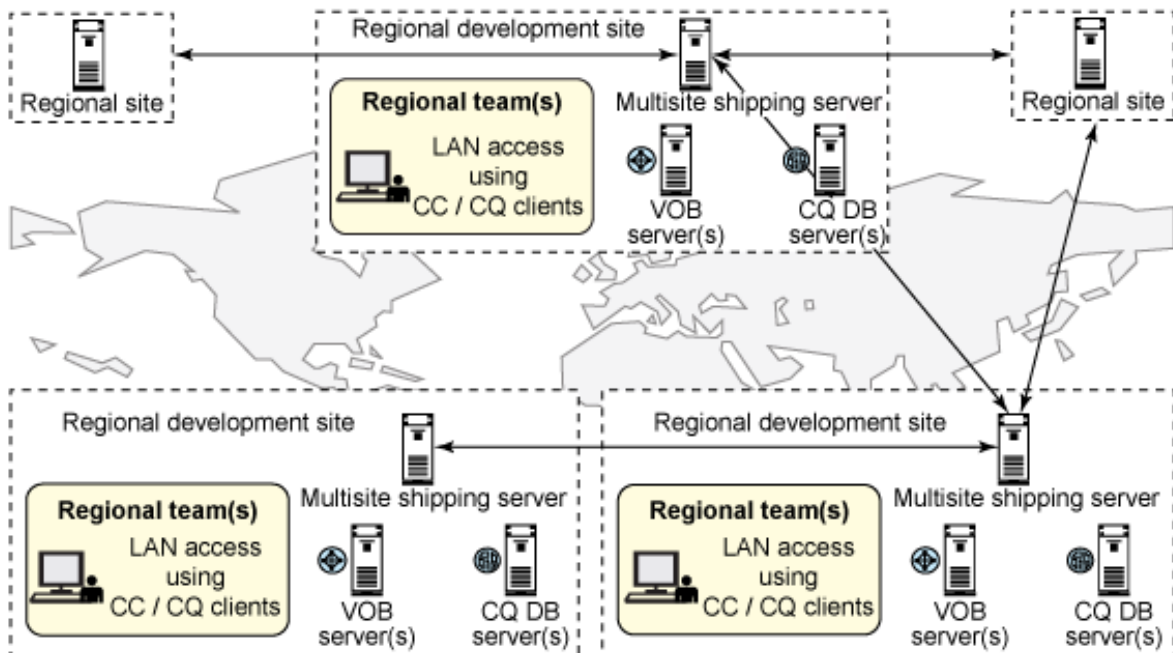 Regional site
Regional development site
Regional team(s)
LAN access
using
CC / CQ clients
Multisite shipping server
VOB
server(s)
CQ DB
server(s)
Regional site
Regional development site
Multisite shipping server
Regional team(s)
LAN access
using
CC / CQ clients
VOB
server(s)
CQ DB
server(s)
Regional development site
Multisite shipping server
Regional team(s)
LAN access
using
CC / CQ clients
VOB
server(s)
CQ DB
server(s)